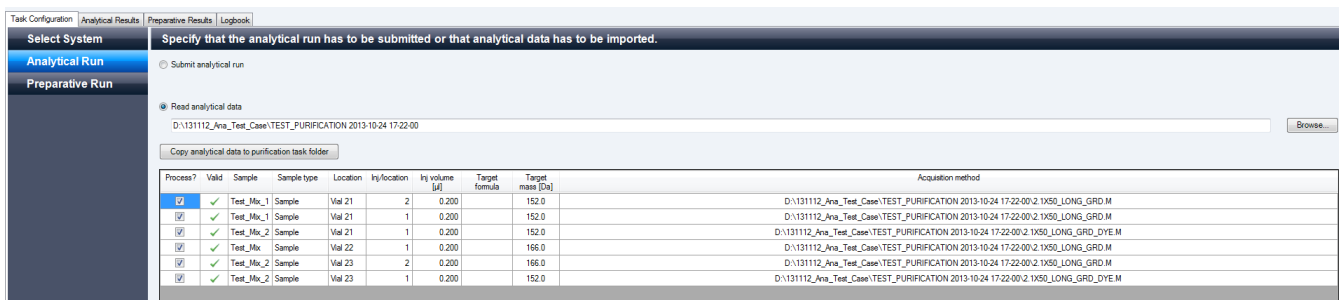 Task Configuration Analytical Results Preparative Results Logbook
Select System
Specify that the analytical run has to be submitted or that analytical data has to be imported.
Analytical Run
Submit analytical run
Preparative Run
Read analytical data
D:\131112_Ana_Test_Case\TEST_PURIFICATION 2013-10-24 17-22-00
Browse...
Copy analytical data to purification task folder
Process? Valid Sample Sample type Location Inj/location Inj volume [µl] Target formula Target mass [Da] Acquisition method
Test_Mix_1 Sample Vial 21 2 0.200 152.0 D:\131112_Ana_Test_Case\TEST_PURIFICATION 2013-10-24 17-22-00\2.1X50_LONG_GRD.M
Test_Mix_1 Sample Vial 21 1 0.200 152.0 D:\131112_Ana_Test_Case\TEST_PURIFICATION 2013-10-24 17-22-00\2.1X50_LONG_GRD.M
Test_Mix_2 Sample Vial 21 1 0.200 152.0 D:\131112_Ana_Test_Case\TEST_PURIFICATION 2013-10-24 17-22-00\2.1X50_LONG_GRD_DYE.M
Test_Mix Sample Vial 22 1 0.200 166.0 D:\131112_Ana_Test_Case\TEST_PURIFICATION 2013-10-24 17-22-00\2.1X50_LONG_GRD.M
Test_Mix_2 Sample Vial 23 2 0.200 166.0 D:\131112_Ana_Test_Case\TEST_PURIFICATION 2013-10-24 17-22-00\2.1X50_LONG_GRD.M
Test_Mix_2 Sample Vial 23 1 0.200 152.0 D:\131112_Ana_Test_Case\TEST_PURIFICATION 2013-10-24 17-22-00\2.1X50_LONG_GRD_DYE.M